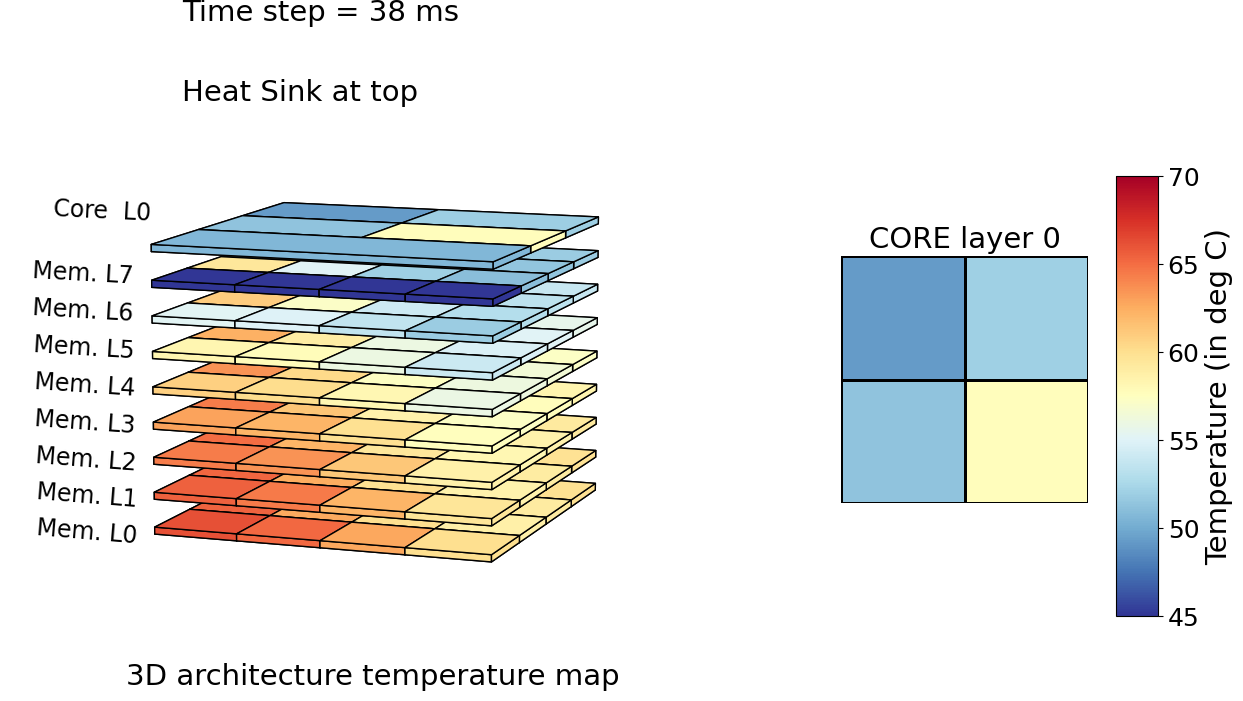 Time step = 38 ms
Heat Sink at top
Core  L0
Mem. L7
Mem. L6
Mem. L5
Mem. L4
Mem. L3
Mem. L2
Mem. L1
Mem. L0
3D architecture temperature map
CORE layer 0
70
65
60
55
50
45
Temperature (in deg C)